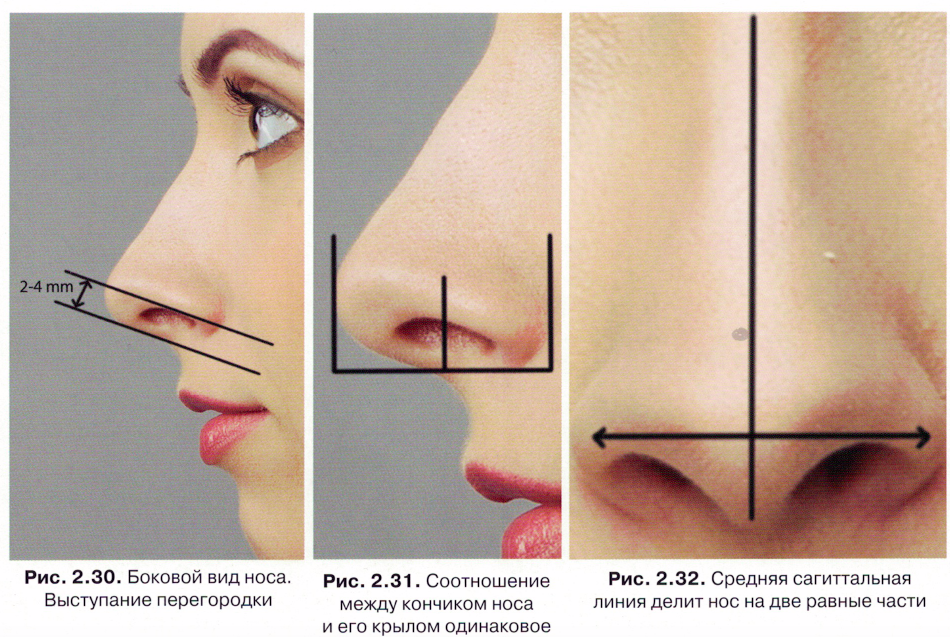 2-4 mm
Рис. 2.30. Боковой вид носа.
Выступание перегородки
Рис. 2.31. Соотношение
между кончиком носа
и его крылом одинаковое
Рис. 2.32. Средняя сагиттальная
линия делит нос на две равные части